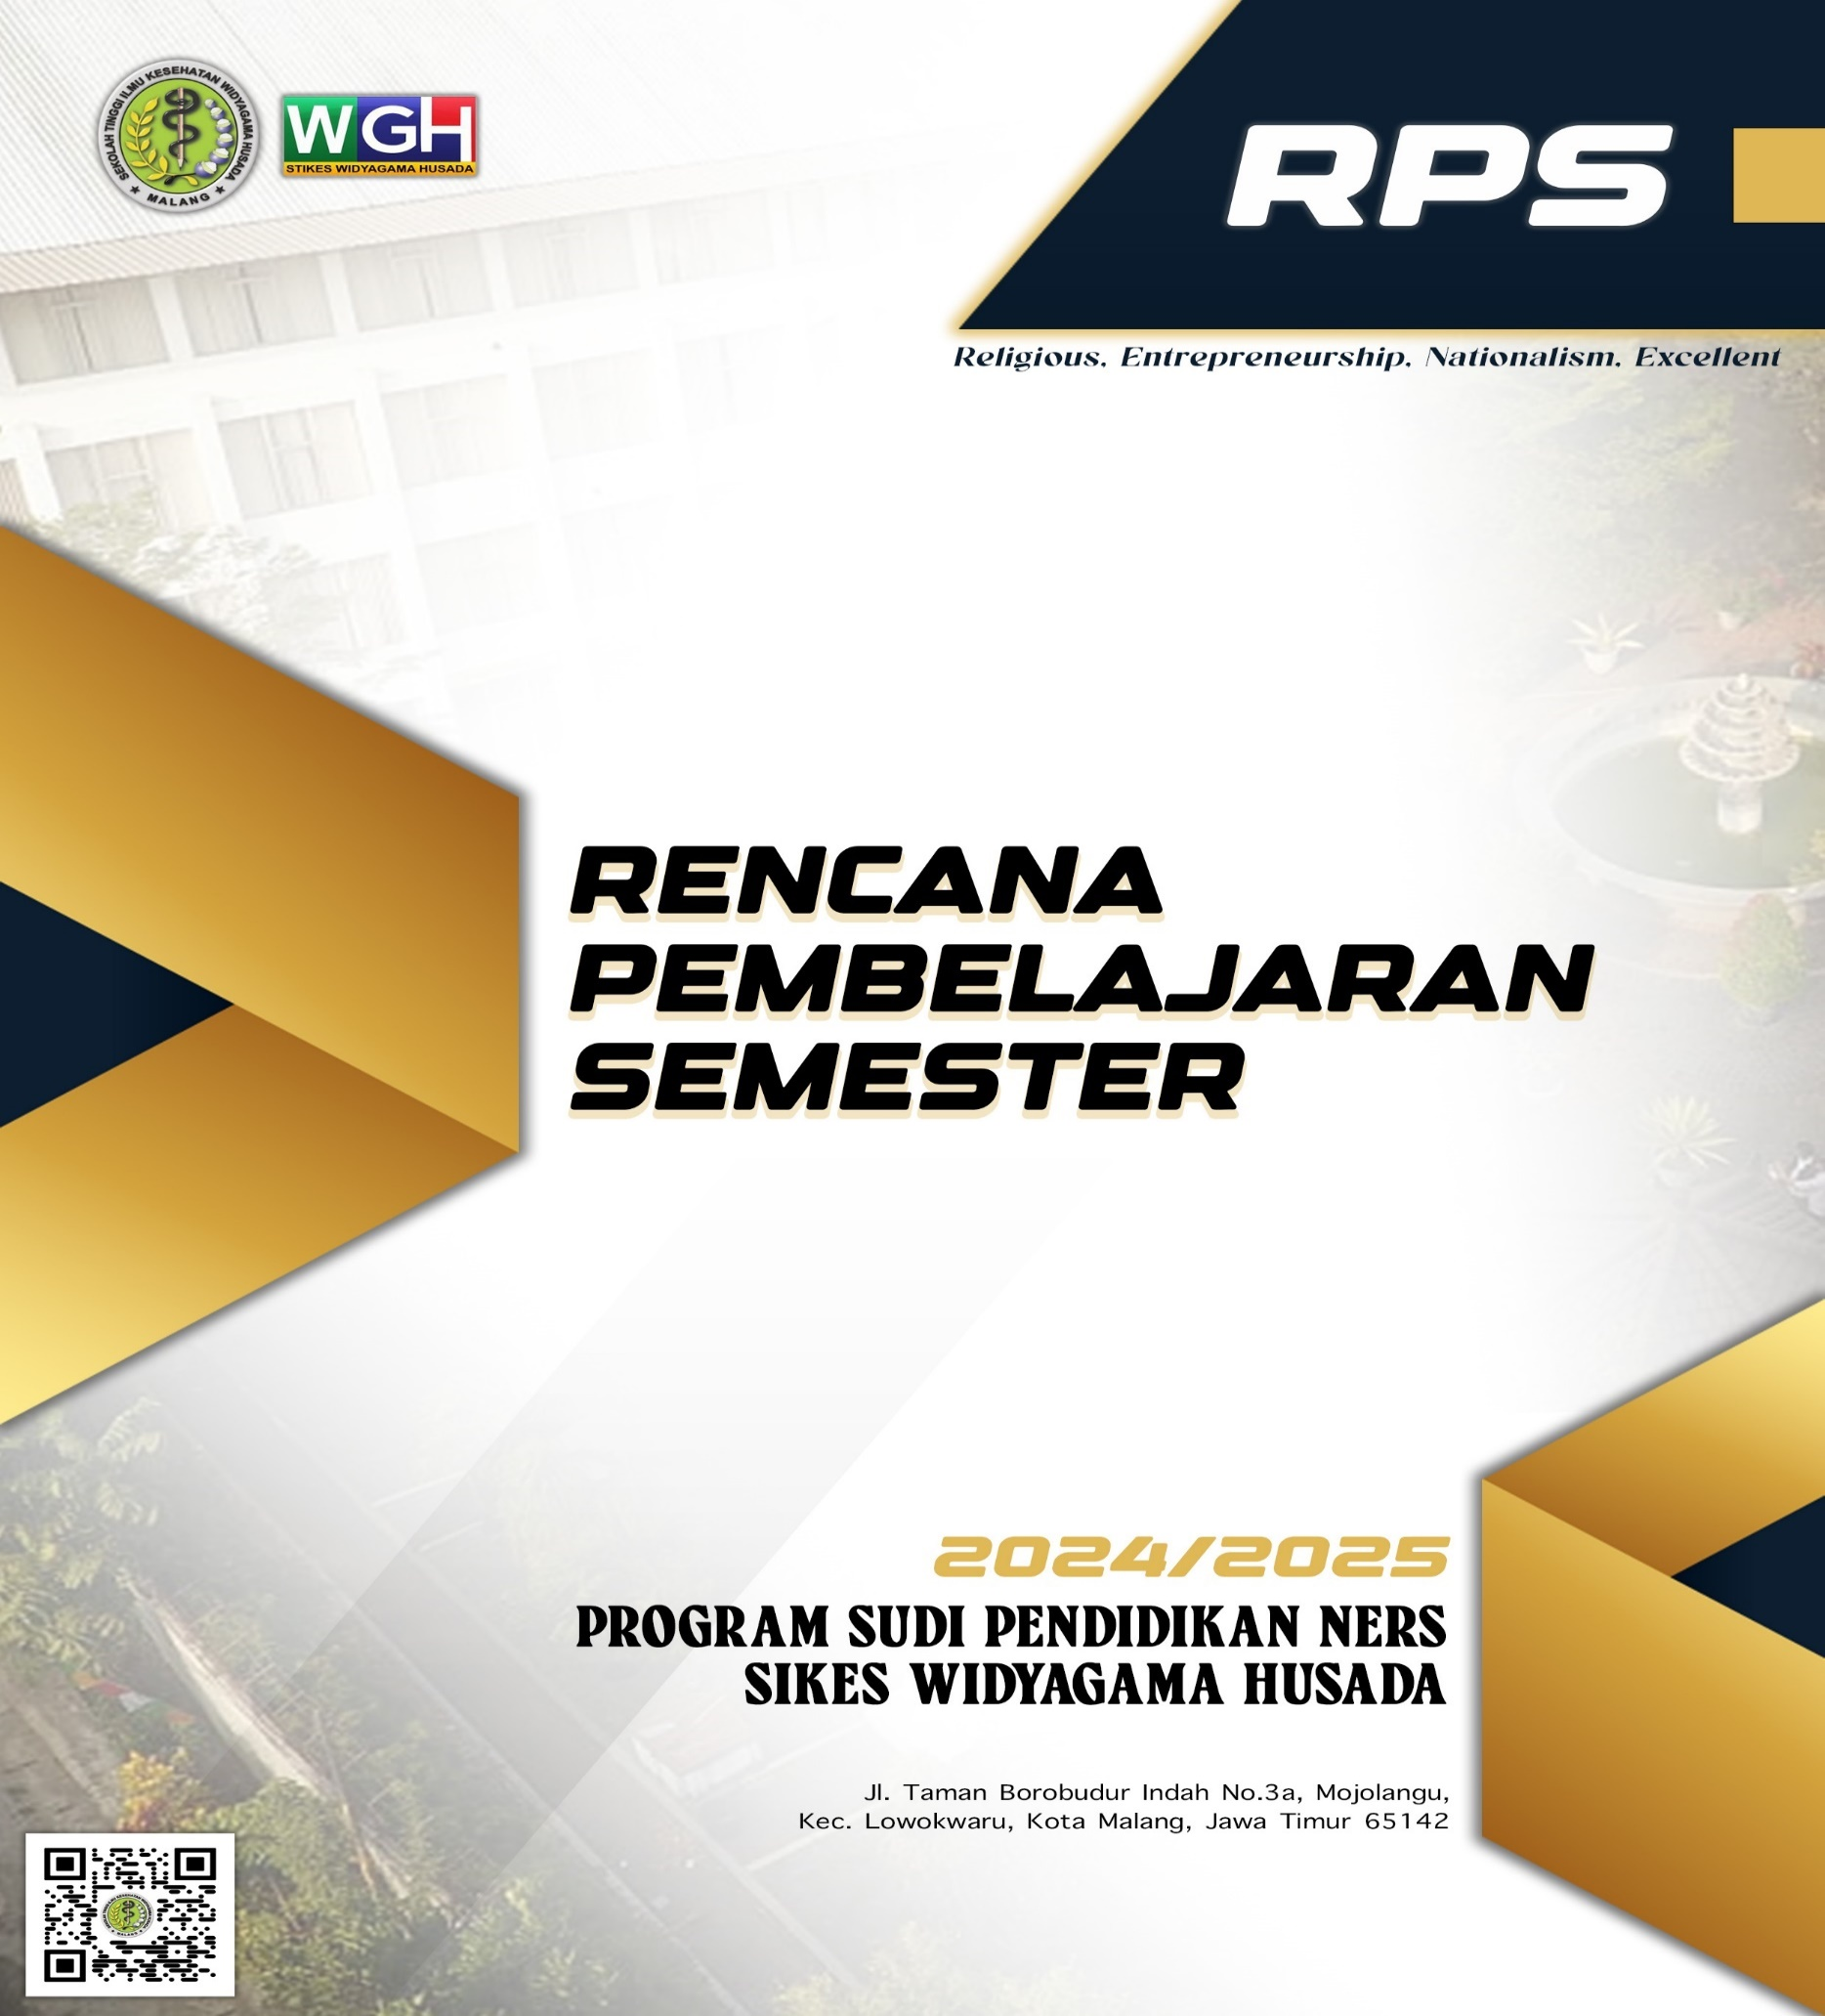 SEKOLAH TINGGI ILMU KESEHATAN WIDYAGAMA HUSADA
★ MALANG ★
WGH
STIKES WIDYAGAMA HUSADA
RPS
Religious, Entrepreneurship, Nationalism, Excellent
RENCANA
PEMBELAJARAN
SEMESTER
2024/2025
PROGRAM SUDI PENDIDIKAN NERS
SIKES WIDYAGAMA HUSADA
Jl. Taman Borobudur Indah No.3a, Mojolangu,
Kec. Lowokwaru, Kota Malang, Jawa Timur 65142